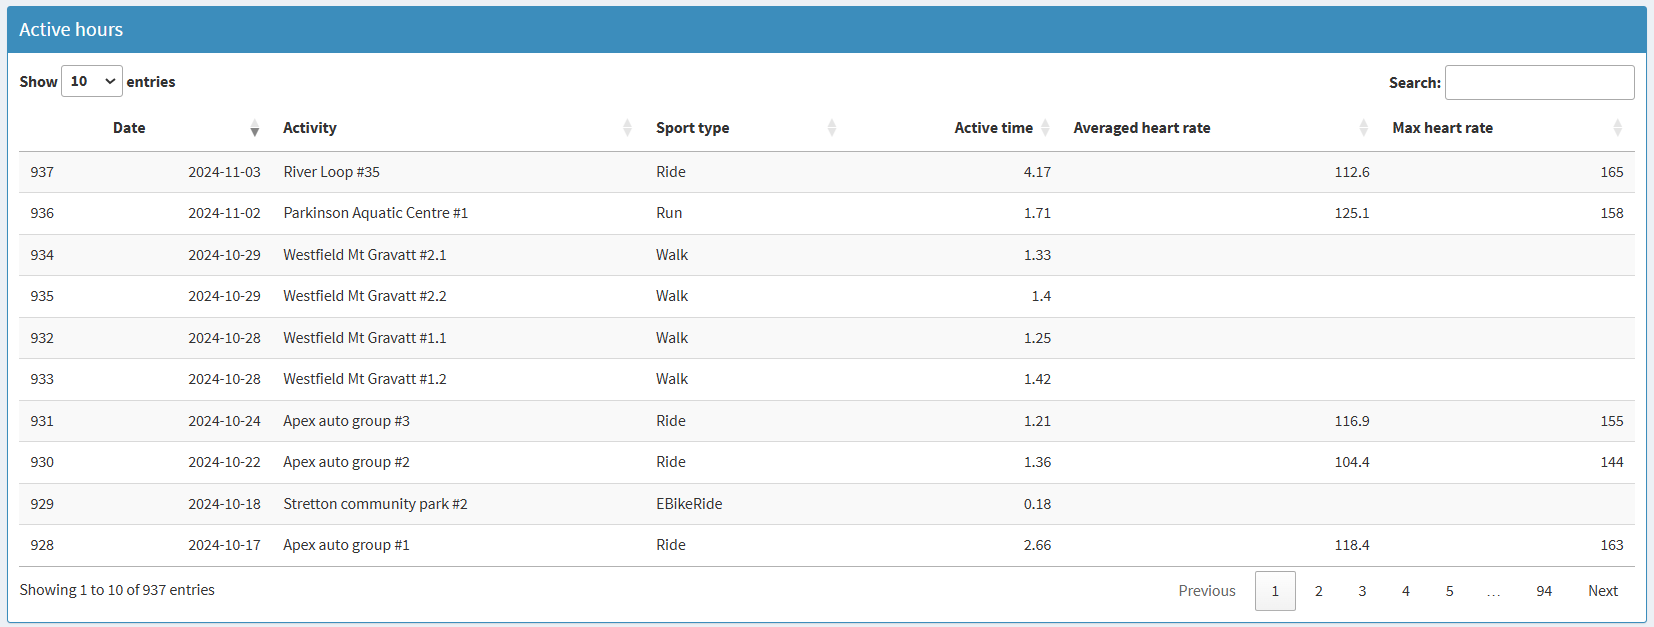 Active hours
Show 10 entries Search:
Date Activity Sport type Active time Averaged heart rate Max heart rate
937 2024-11-03 River Loop #35 Ride 4.17 112.6 165
936 2024-11-02 Parkinson Aquatic Centre #1 Run 1.71 125.1 158
934 2024-10-29 Westfield Mt Gravatt #2.1 Walk 1.33
935 2024-10-29 Westfield Mt Gravatt #2.2 Walk 1.4
932 2024-10-28 Westfield Mt Gravatt #1.1 Walk 1.25
933 2024-10-28 Westfield Mt Gravatt #1.2 Walk 1.42
931 2024-10-24 Apex auto group #3 Ride 1.21 116.9 155
930 2024-10-22 Apex auto group #2 Ride 1.36 104.4 144
929 2024-10-18 Stretton community park #2 EBikeRide 0.18
928 2024-10-17 Apex auto group #1 Ride 2.66 118.4 163
Showing 1 to 10 of 937 entries Previous 1 2 3 4 5 … 94 Next